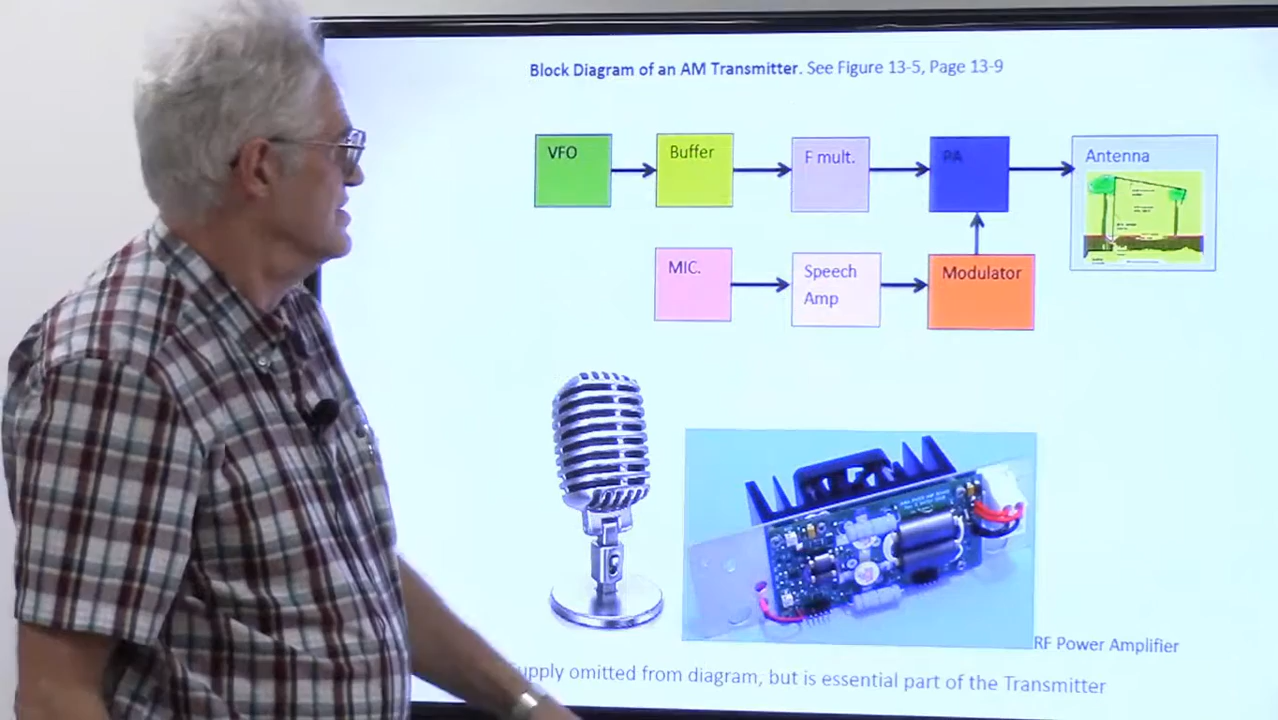 Block Diagram of an AM Transmitter. See Figure 13-5, Page 13-9
VFO
Buffer
F mult.
PA
Antenna
MIC.
Speech
Amp
Modulator
RF Power Amplifier
upply omitted from diagram, but is essential part of the Transmitter